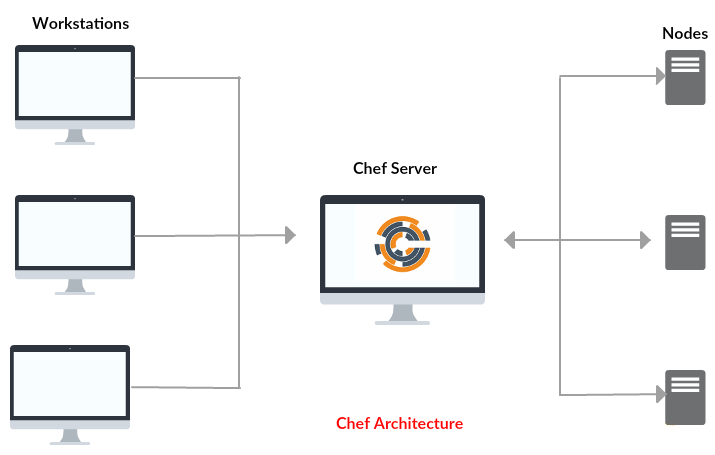 Workstations
Nodes
Chef Server
Chef Architecture